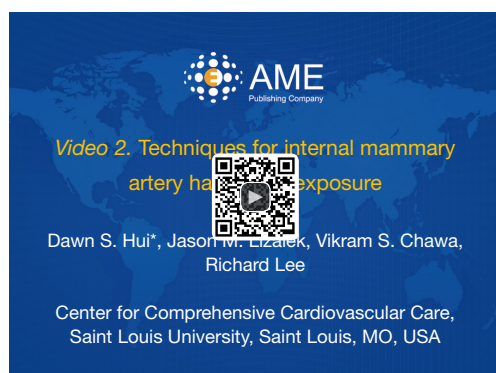 AME
Publishing Company
Video 2. Techniques for internal mammary
artery exposure
Dawn S. Hui*, Jason M. Lizalek, Vikram S. Chawa,
Richard Lee
Center for Comprehensive Cardiovascular Care,
Saint Louis University, Saint Louis, MO, USA